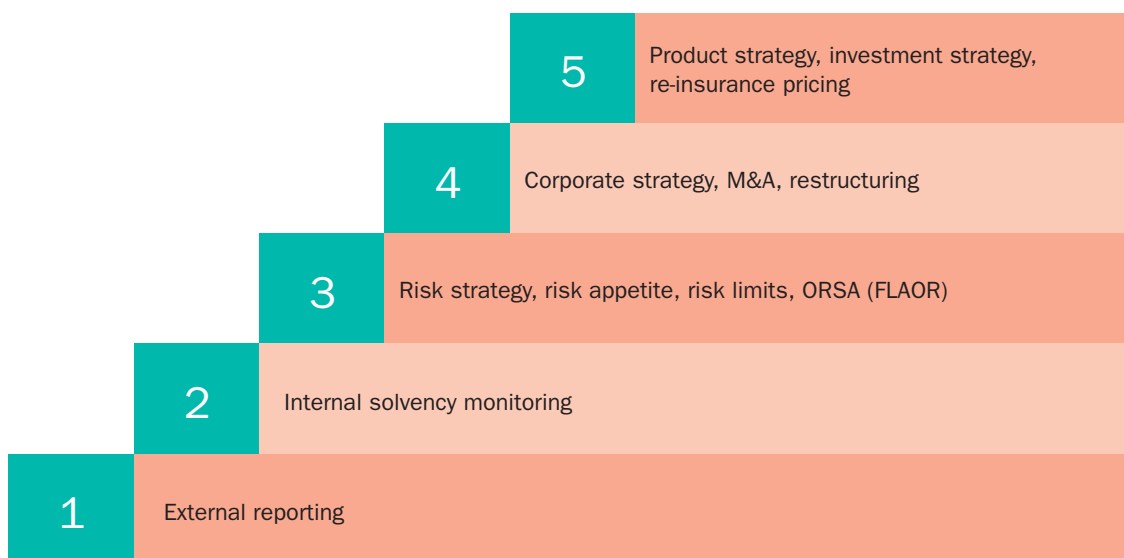 5
Product strategy, investment strategy,
re-insurance pricing
4
Corporate strategy, M&A, restructuring
3
Risk strategy, risk appetite, risk limits, ORSA (FLAOR)
2
Internal solvency monitoring
1
External reporting